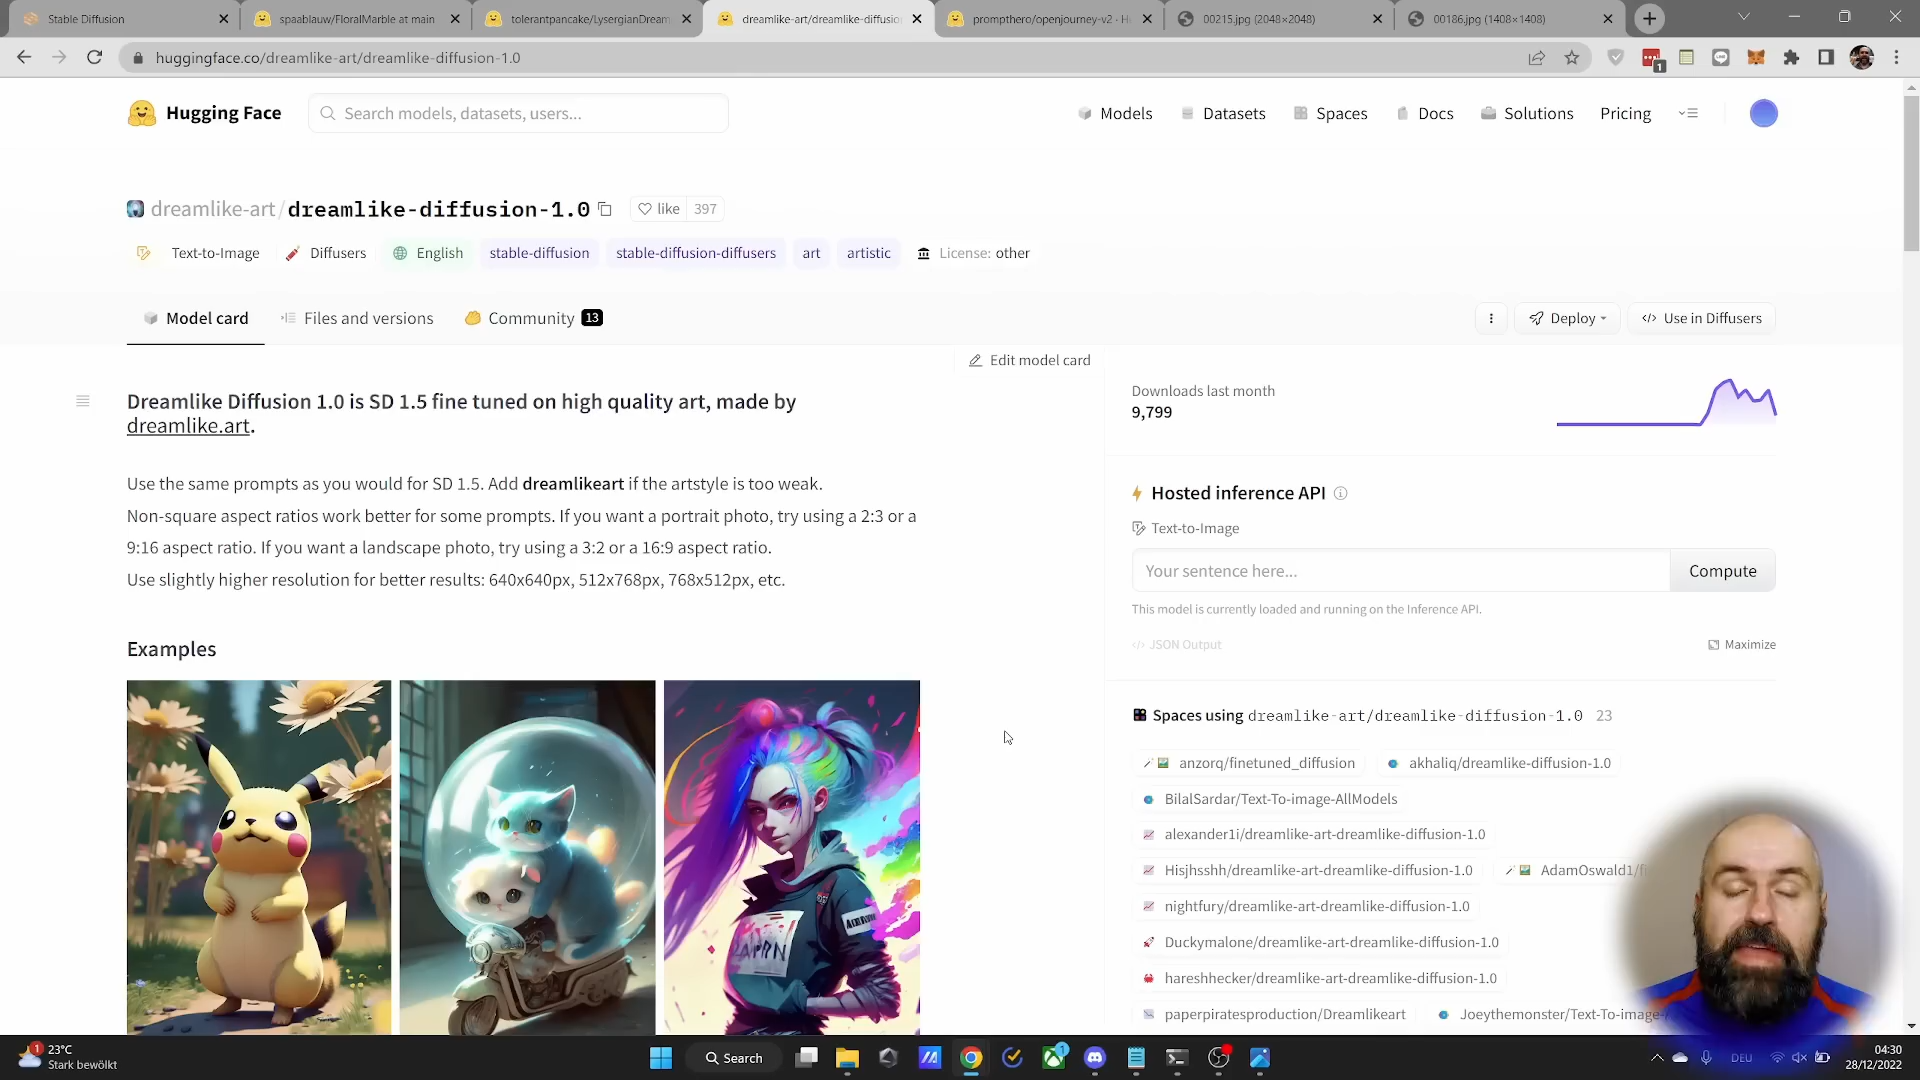 Stable Diffusion
spaablauw/FloralMarble at main
tolerantpancake/LysergianDream
dreamlike-art/dreamlike-diffusio
prompthero/openjourney-v2 · H
00215.jpg (2048×2048)
00186.jpg (1408×1408)
huggingface.co/dreamlike-art/dreamlike-diffusion-1.0
1
Hugging Face
Search models, datasets, users...
Models
Datasets
Spaces
Docs
Solutions
Pricing
dreamlike-art/dreamlike-diffusion-1.0
like 397
Text-to-Image
Diffusers
English
stable-diffusion
stable-diffusion-diffusers
art
artistic
License: other
Model card
Files and versions
Community 13
Deploy
</> Use in Diffusers
Edit model card
Dreamlike Diffusion 1.0 is SD 1.5 fine tuned on high quality art, made by
dreamlike.art.
Use the same prompts as you would for SD 1.5. Add dreamlikeart if the artstyle is too weak.
Non-square aspect ratios work better for some prompts. If you want a portrait photo, try using a 2:3 or a
9:16 aspect ratio. If you want a landscape photo, try using a 3:2 or a 16:9 aspect ratio.
Use slightly higher resolution for better results: 640x640px, 512x768px, 768x512px, etc.
Examples
Downloads last month
9,799
Hosted inference API
Text-to-Image
Your sentence here...
Compute
This model is currently loaded and running on the Inference API.
</> JSON Output
Maximize
Spaces using dreamlike-art/dreamlike-diffusion-1.0 23
anzorq/finetuned_diffusion
akhaliq/dreamlike-diffusion-1.0
BilalSardar/Text-To-image-AllModels
alexander1i/dreamlike-art-dreamlike-diffusion-1.0
Hisjhsshh/dreamlike-art-dreamlike-diffusion-1.0
AdamOswald1/f
nightfury/dreamlike-art-dreamlike-diffusion-1.0
Duckymalone/dreamlike-art-dreamlike-diffusion-1.0
hareshhecker/dreamlike-art-dreamlike-diffusion-1.0
paperpiratesproduction/Dreamlikeart
Joeythemonster/Text-To-image-
1
23°C
Stark bewölkt
Search
1
DEU
04:30
28/12/2022